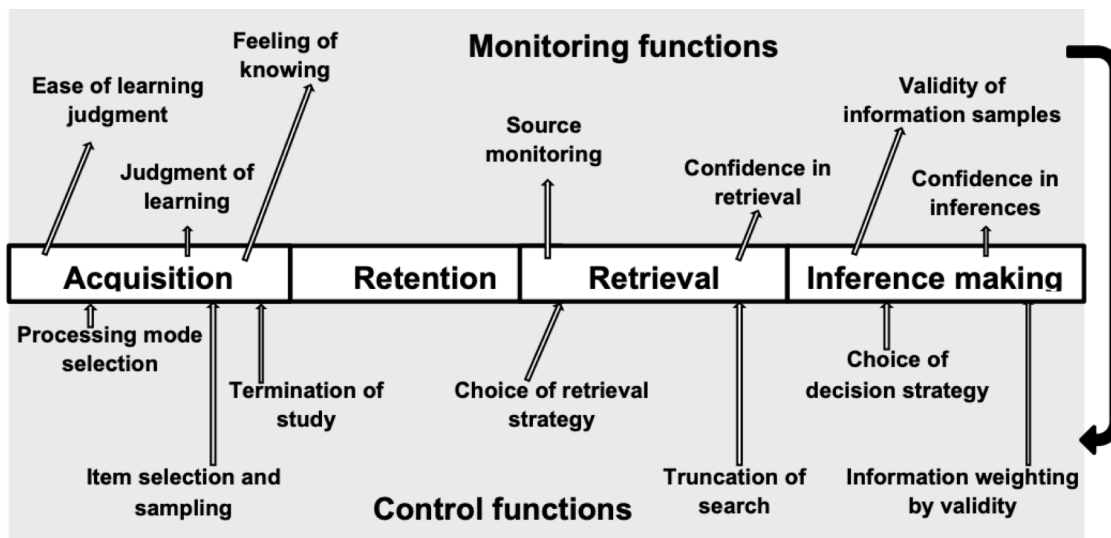 Monitoring functions
Feeling of
knowing
Ease of learning
judgment
Judgment of
learning
Source
monitoring
Confidence in
retrieval
Validity of
information samples
Confidence in
inferences
Acquisition
Retention
Retrieval
Inference making
Processing mode
selection
Termination of
study
Item selection and
sampling
Choice of retrieval
strategy
Truncation of
search
Choice of
decision strategy
Information weighting
by validity
Control functions